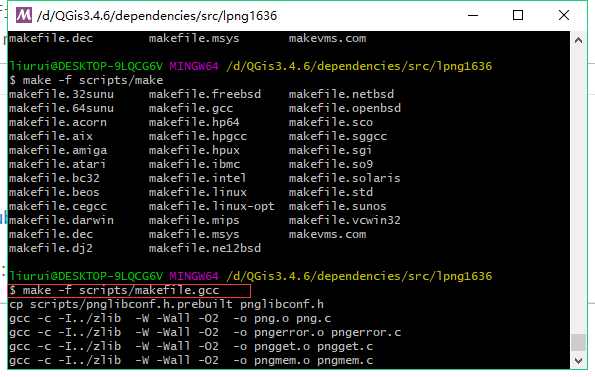 /d/QGis3.4.6/dependencies/src/lpng1636
makefile.dec makefile.msys makevms.com
liurui@DESKTOP-9LQCG6V MINGW64 /d/QGis3.4.6/dependencies/src/lpng1636
$ make -f scripts/make
makefile.32sunu makefile.freebsd makefile.netbsd
makefile.64sunu makefile.gcc makefile.openbsd
makefile.acorn makefile.hp64 makefile.sco
makefile.aix makefile.hpgcc makefile.sggcc
makefile.amiga makefile.hpux makefile.sgi
makefile.atari makefile.ibmc makefile.so9
makefile.bc32 makefile.intel makefile.solaris
makefile.beos makefile.linux makefile.std
makefile.cegcc makefile.linux-opt makefile.sunos
makefile.darwin makefile.mips makefile.vcwin32
makefile.dec makefile.msys makevms.com
makefile.dj2 makefile.ne12bsd
liurui@DESKTOP-9LQCG6V MINGW64 /d/QGis3.4.6/dependencies/src/lpng1636
$ make -f scripts/makefile.gcc
cp scripts/pnglibconf.h.prebuilt pnglibconf.h
gcc -c -I../zlib -W -Wall -O2 -o png.o png.c
gcc -c -I../zlib -W -Wall -O2 -o pngerror.o pngerror.c
gcc -c -I../zlib -W -Wall -O2 -o pngget.o pngget.c
gcc -c -I../zlib -W -Wall -O2 -o pngmem.o pngmem.c